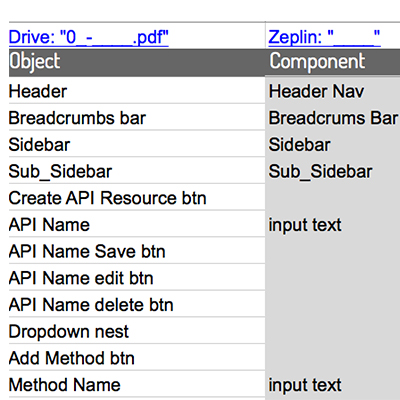 Drive: "0_-____.pdf" Zeplin: "____"
Object Component
Header Header Nav
Breadcrumbs bar Breadcrums Bar
Sidebar Sidebar
Sub_Sidebar Sub_Sidebar
Create API Resource btn
API Name input text
API Name Save btn
API Name edit btn
API Name delete btn
Dropdown nest
Add Method btn
Method Name input text